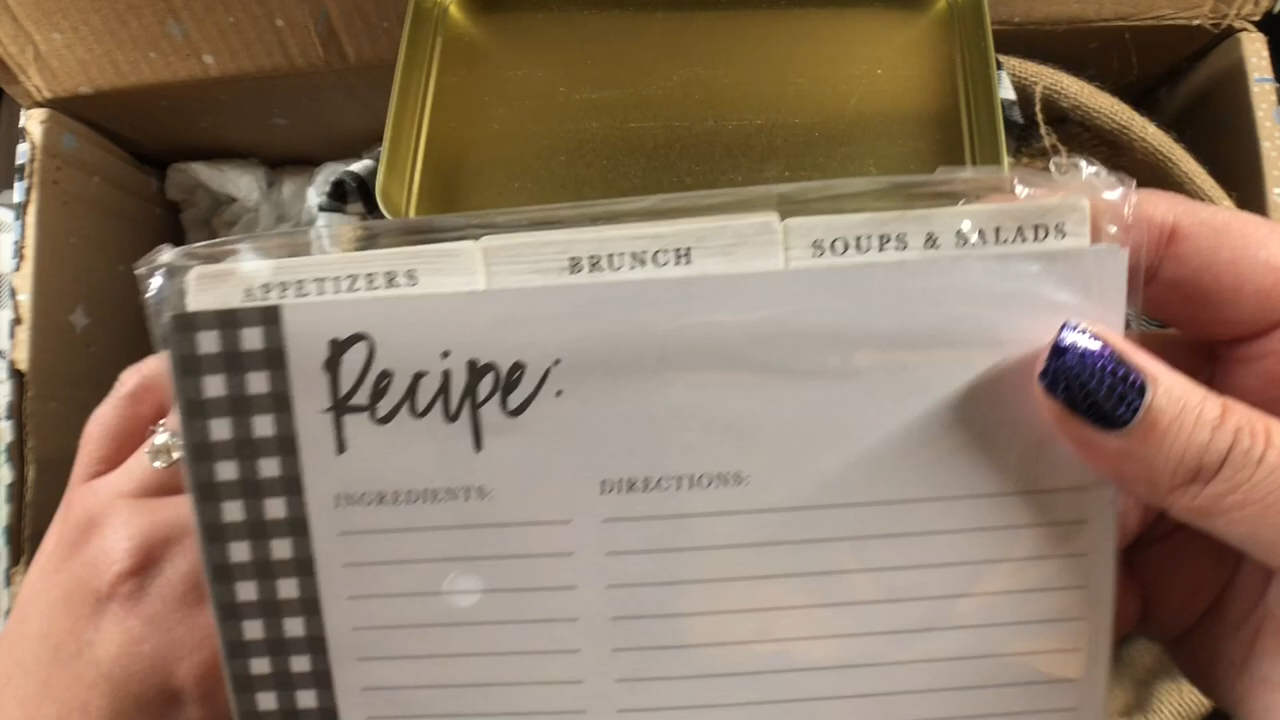 APPETIZERS
BRUNCH
SOUPS & SALADS
Recipe:
INGREDIENTS:
DIRECTIONS: